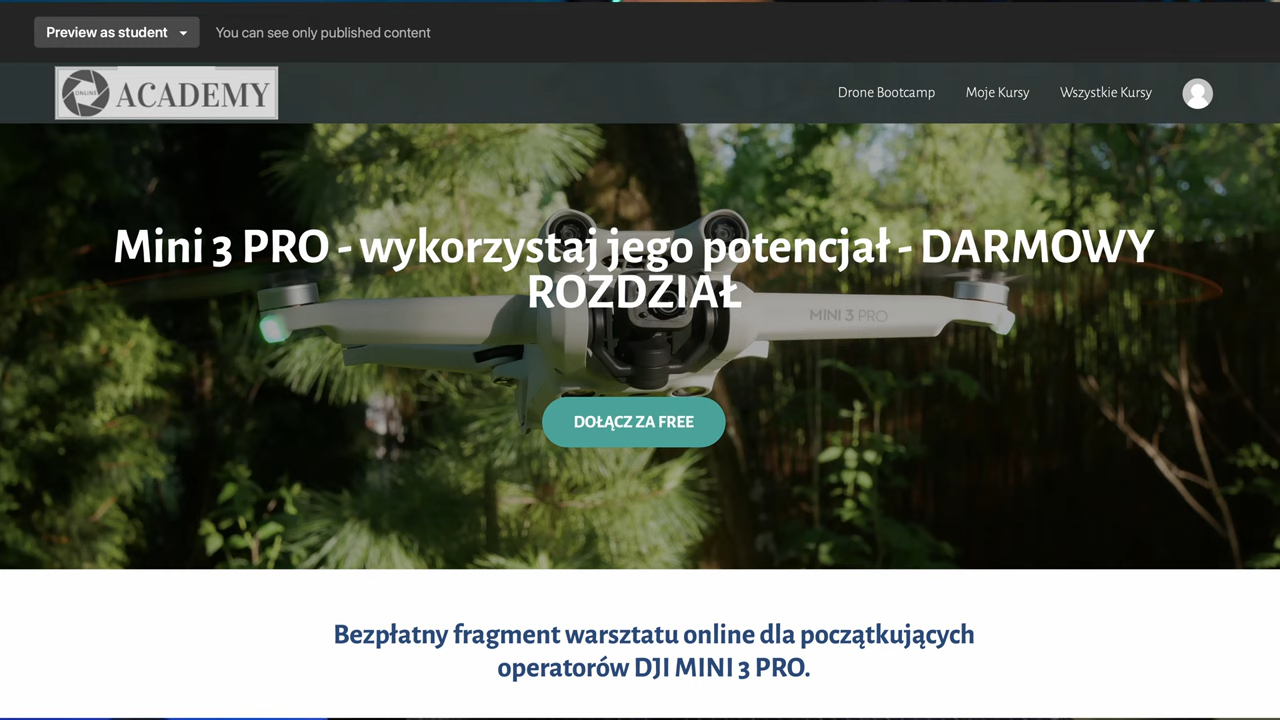 Preview as student
You can see only published content
ONLINE ACADEMY
Drone Bootcamp
Moje Kursy
Wszystkie Kursy
Mini 3 PRO - wykorzystaj jego potencjał - DARMOWY
ROZDZIAŁ
MINI 3 PRO
DOŁĄCZ ZA FREE
Bezpłatny fragment warsztatu online dla początkujących
operatorów DJI MINI 3 PRO.